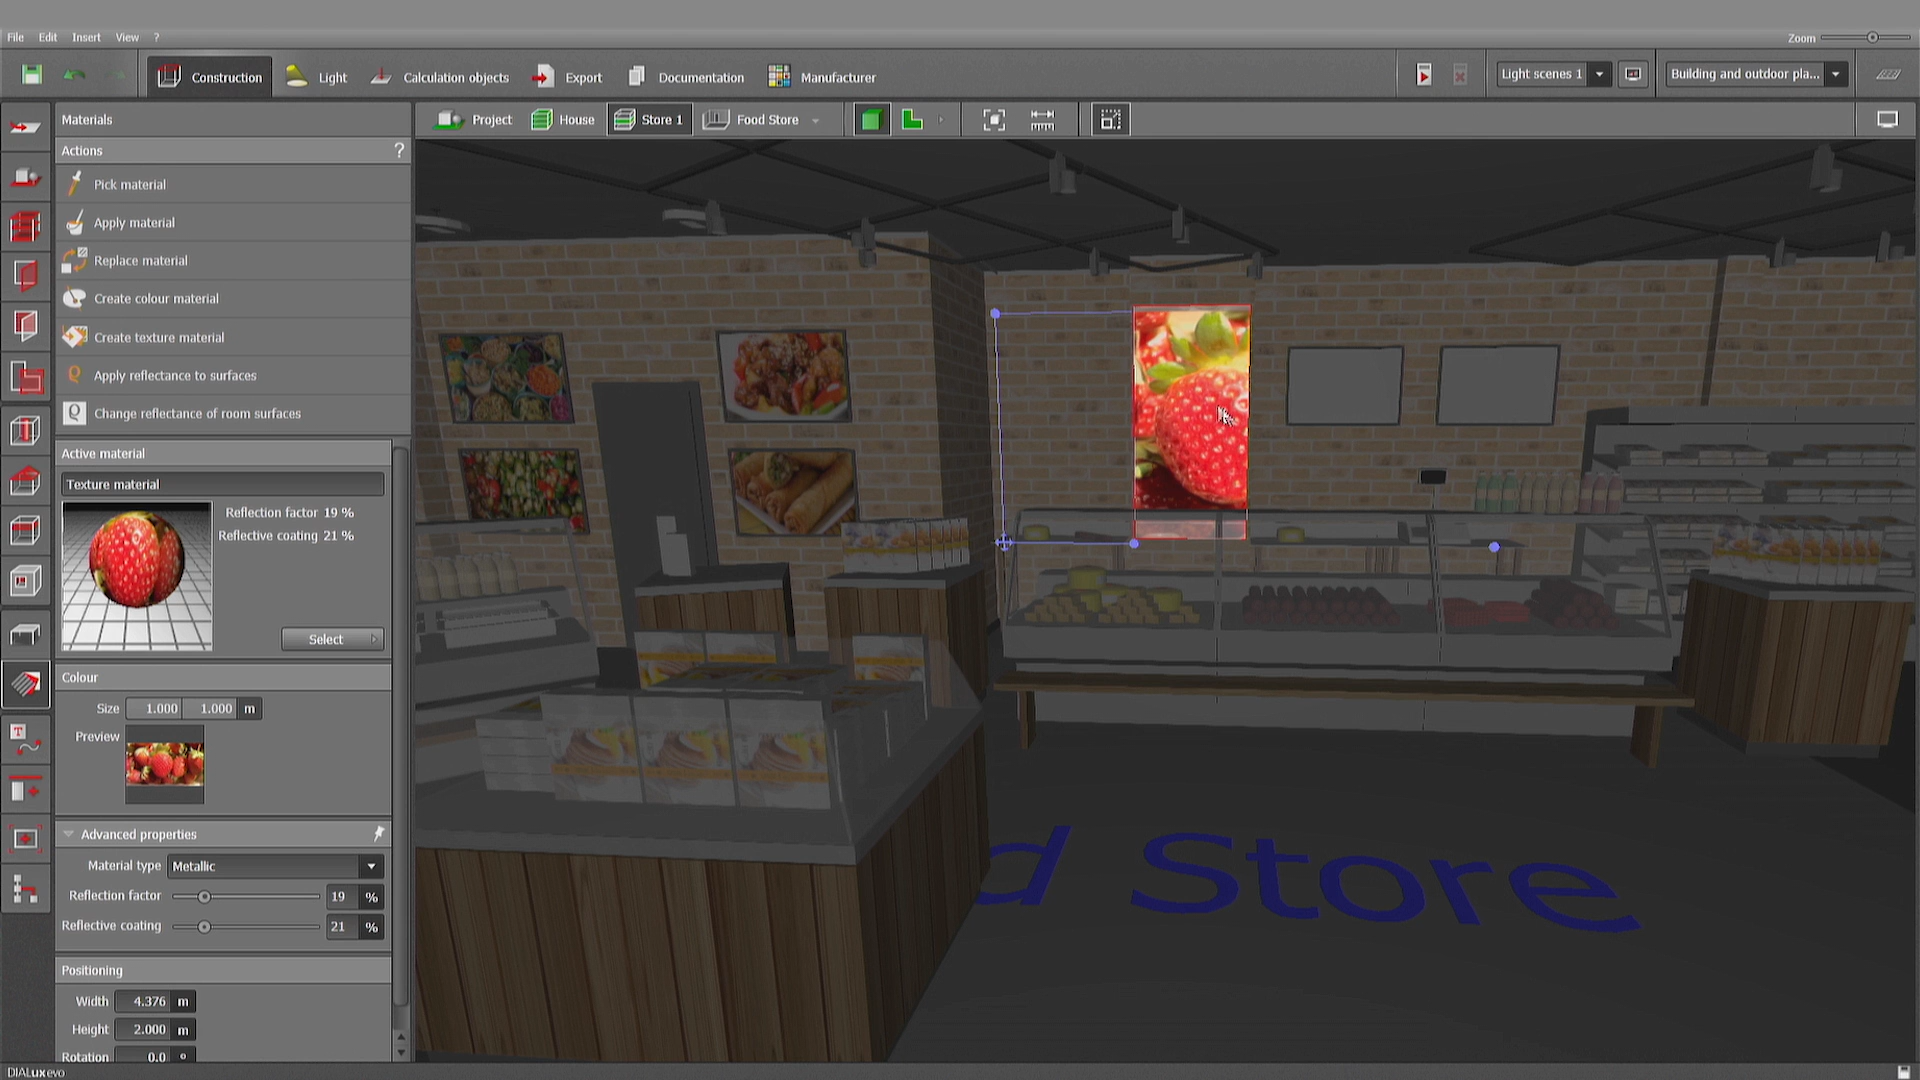 File Edit Insert View ?
Zoom
Construction Light Calculation objects Export Documentation Manufacturer
Light scenes 1 Building and outdoor pla...
Materials
Project House Store 1 Food Store
Actions ?
Pick material
Apply material
Replace material
Create colour material
Create texture material
Apply reflectance to surfaces
Change reflectance of room surfaces
Active material
Texture material
Reflection factor 19 %
Reflective coating 21 %
Select
Colour
Size 1.000 1.000 m
Preview
Advanced properties
Material type Metallic
Reflection factor 19 %
Reflective coating 21 %
Positioning
Width 4.376 m
Height 2.000 m
Rotation 0.0 °
d Store
DIALux evo